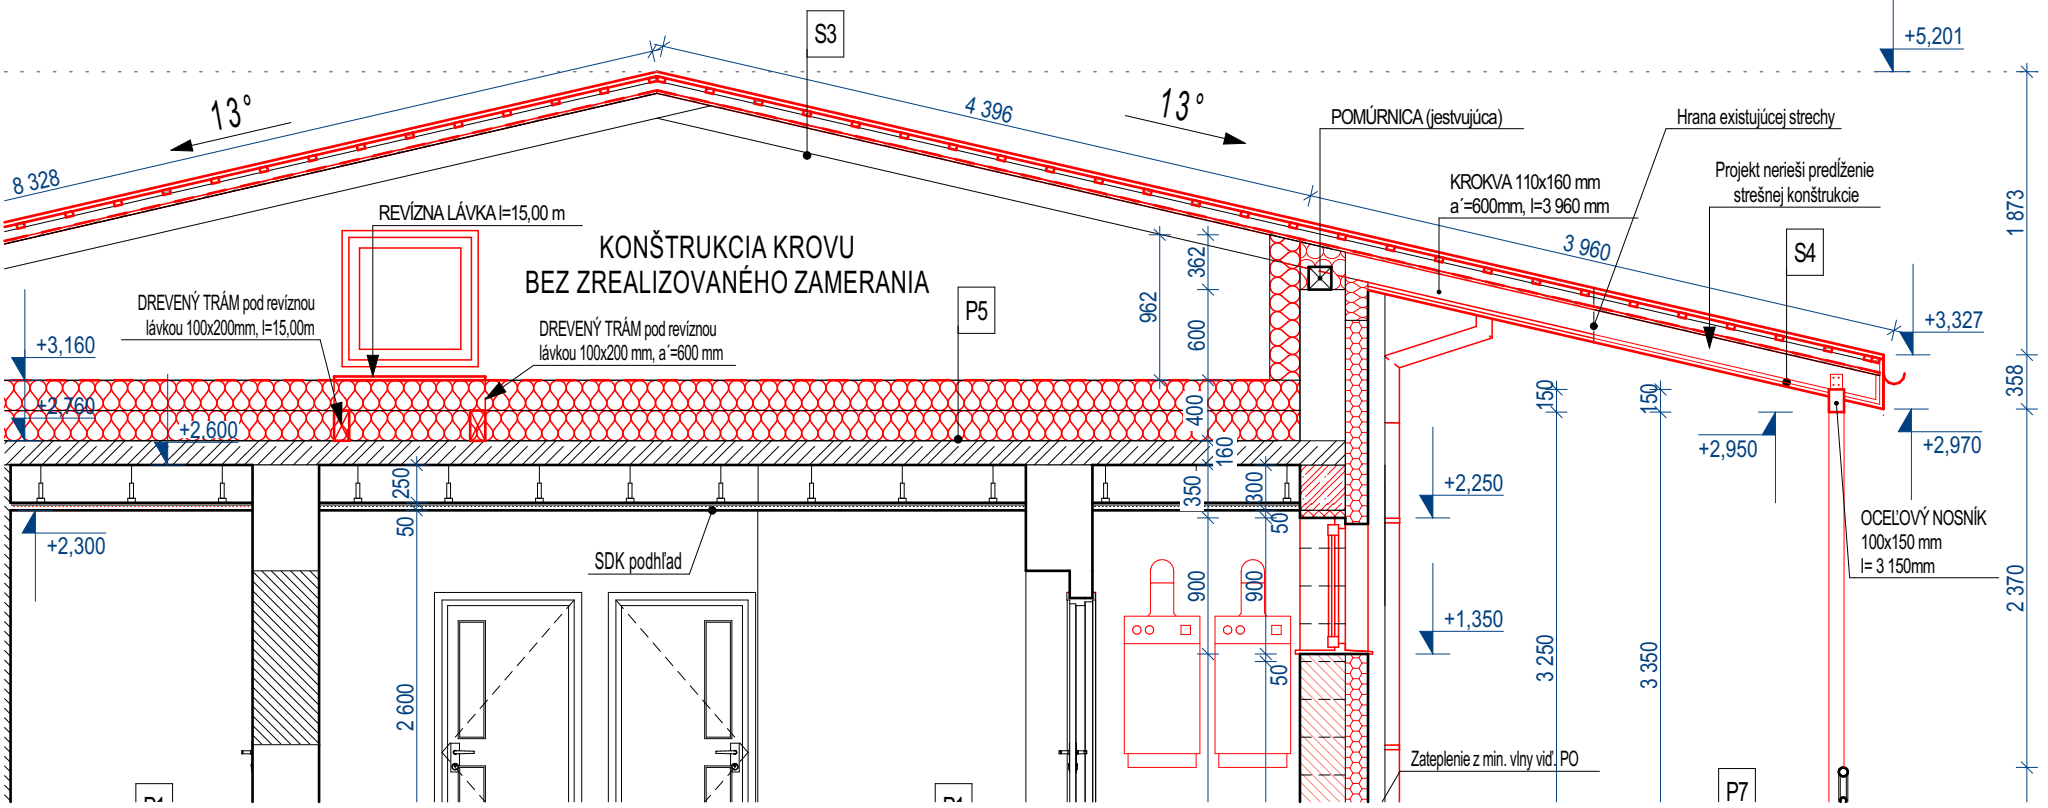 S3
+5,201
13°
4 396
13°
POMÚRNICA (jestvujúca)
Hrana existujúcej strechy
8 328
REVÍZNA LÁVKA l=15,00 m
KROKVA 110x160 mm
a´=600mm, l=3 960 mm
Projekt nerieši predĺženie
strešnej konštrukcie
1 873
KONŠTRUKCIA KROVU
BEZ ZREALIZOVANÉHO ZAMERANIA
3 960
S4
362
962
600
DREVENÝ TRÁM pod revíznou
lávkou 100x200mm, l=15,00m
P5
DREVENÝ TRÁM pod revíznou
lávkou 100x200 mm, a´=600 mm
+3,327
+3,160
358
+2,760
400
150
150
+2,600
+2,950
+2,970
160
250
350
300
+2,250
50
50
+2,300
OCEĽOVÝ NOSNÍK
100x150 mm
l= 3 150mm
SDK podhľad
900
900
2 370
+1,350
50
3 250
3 350
2 600
Zateplenie z min. vlny viď. PO
P1
P1
P7